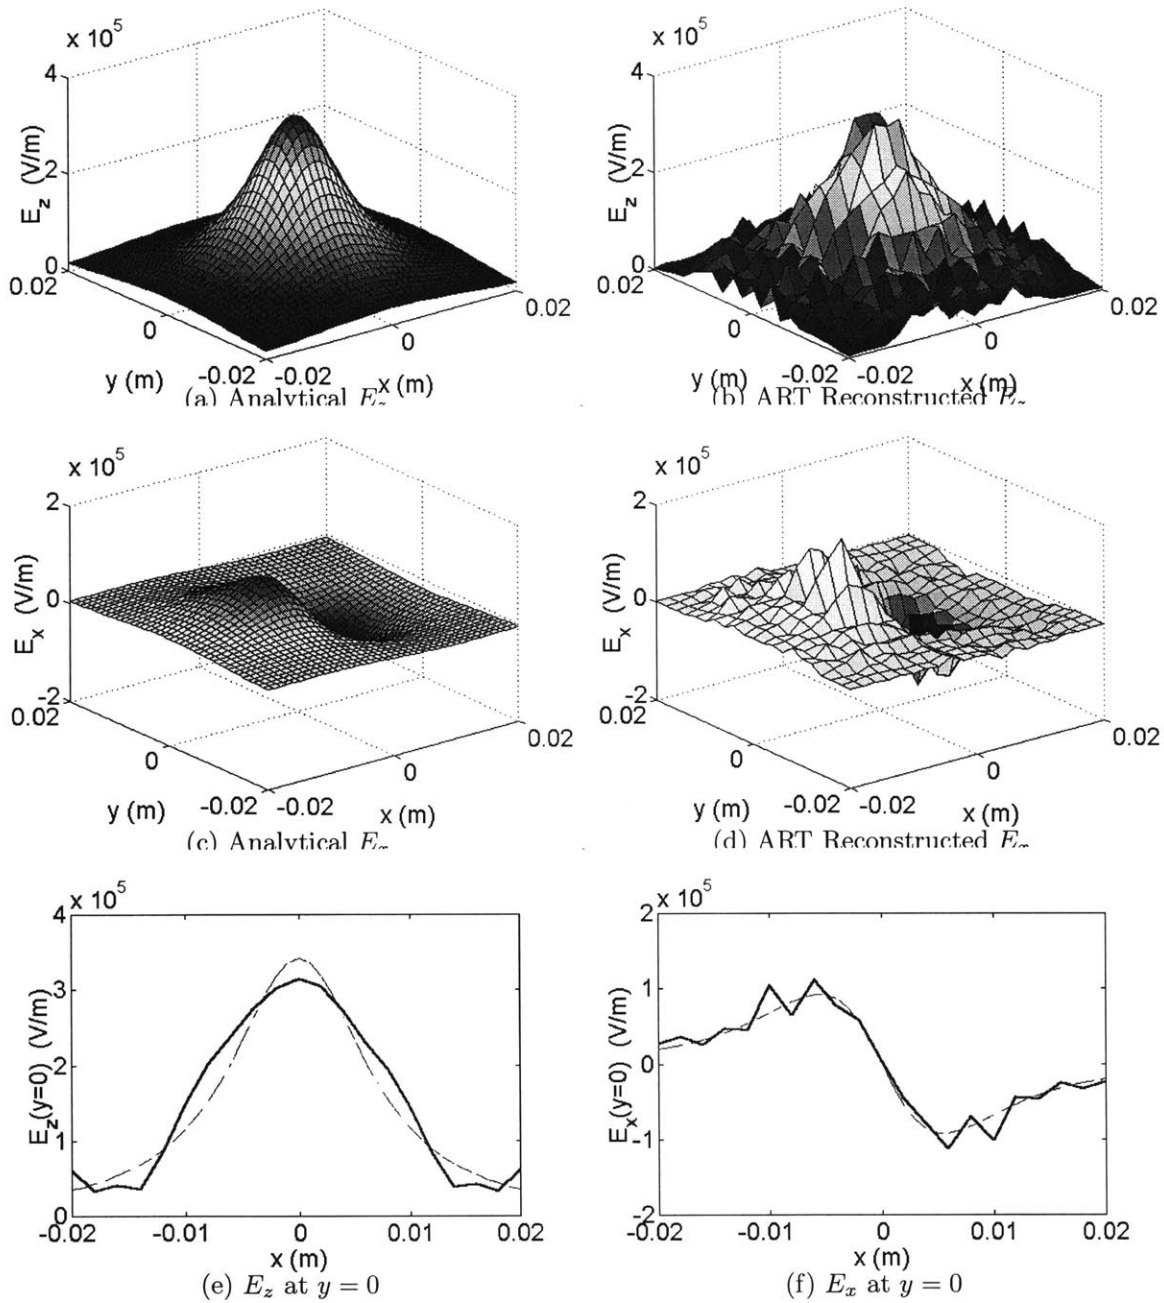 x 10^5 x 10^5
4 4
E_z (V/m) E_z (V/m)
2 2
0 0
0.02 0.02 0.02 0.02
0 0 0 0
y (m) -0.02 -0.02 x (m) y (m) -0.02 -0.02 x (m)
(a) Analytical E_z (b) ART Reconstructed E_z
x 10^5 x 10^5
2 2
E_x (V/m) E_x (V/m)
0 0
-2 -2
0.02 0.02 0.02 0.02
0 0 0 0
y (m) -0.02 -0.02 x (m) y (m) -0.02 -0.02 x (m)
(c) Analytical E_x (d) ART Reconstructed E_x
x 10^5 x 10^5
4 2
3 1
E_z(y=0) (V/m) E_x(y=0) (V/m)
2 0
1 -1
0 -2
-0.02 -0.01 0 0.01 0.02 -0.02 -0.01 0 0.01 0.02
x (m) x (m)
(e) E_z at y = 0 (f) E_x at y = 0